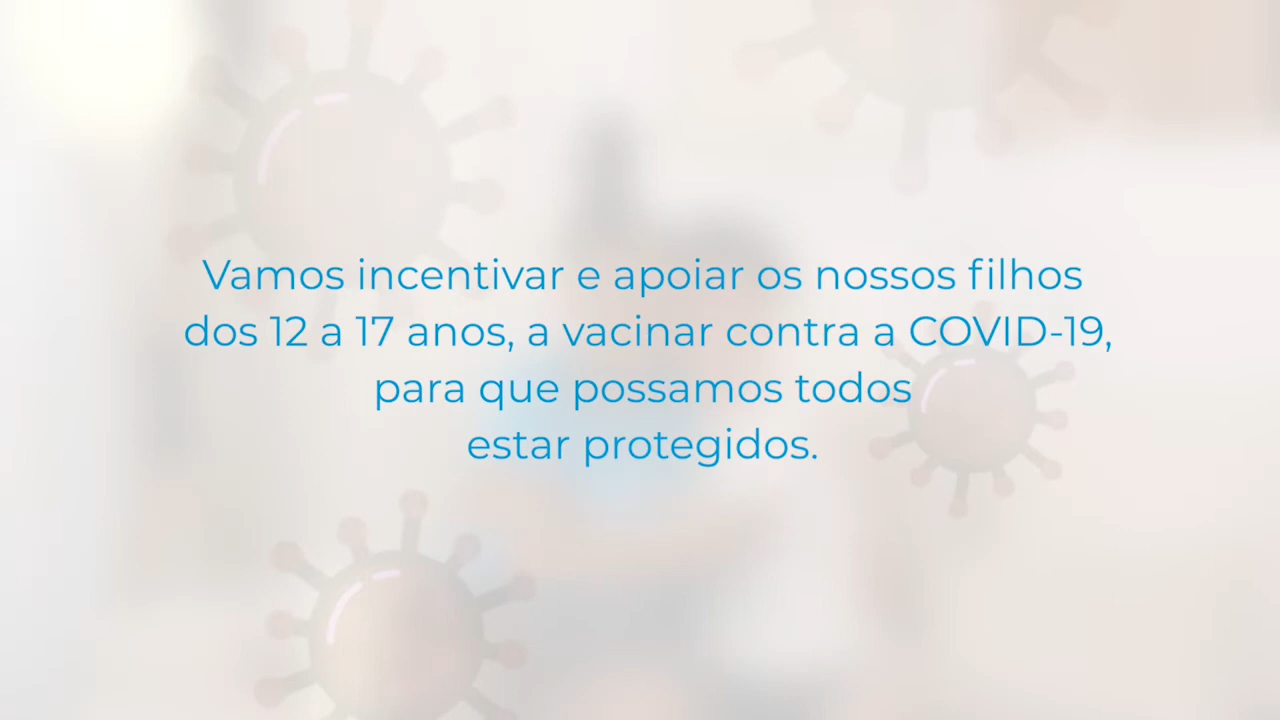 Vamos incentivar e apoiar os nossos filhos
dos 12 a 17 anos, a vacinar contra a COVID-19,
para que possamos todos
estar protegidos.